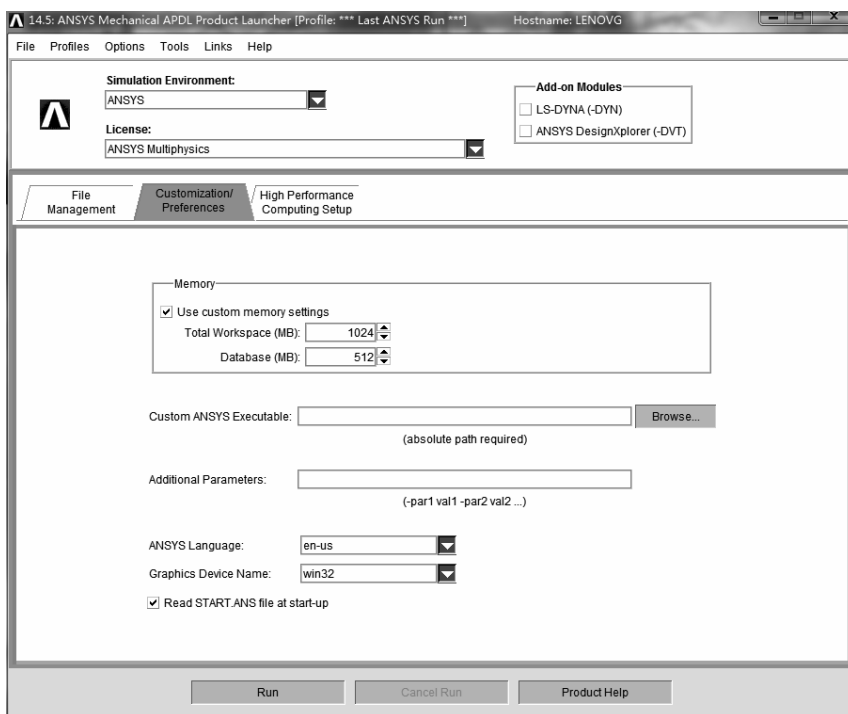 14.5: ANSYS Mechanical APDL Product Launcher [Profile: *** Last ANSYS Run ***] Hostname: LENOVG
File Profiles Options Tools Links Help
Simulation Environment:
ANSYS
License:
ANSYS Multiphysics
Add-on Modules
LS-DYNA (-DYN)
ANSYS DesignXplorer (-DVT)
File
Management
Customization/
Preferences
High Performance
Computing Setup
Memory
Use custom memory settings
Total Workspace (MB): 1024
Database (MB): 512
Custom ANSYS Executable: Browse...
(absolute path required)
Additional Parameters:
(-par1 val1 -par2 val2 ...)
ANSYS Language: en-us
Graphics Device Name: win32
Read START.ANS file at start-up
Run Cancel Run Product Help